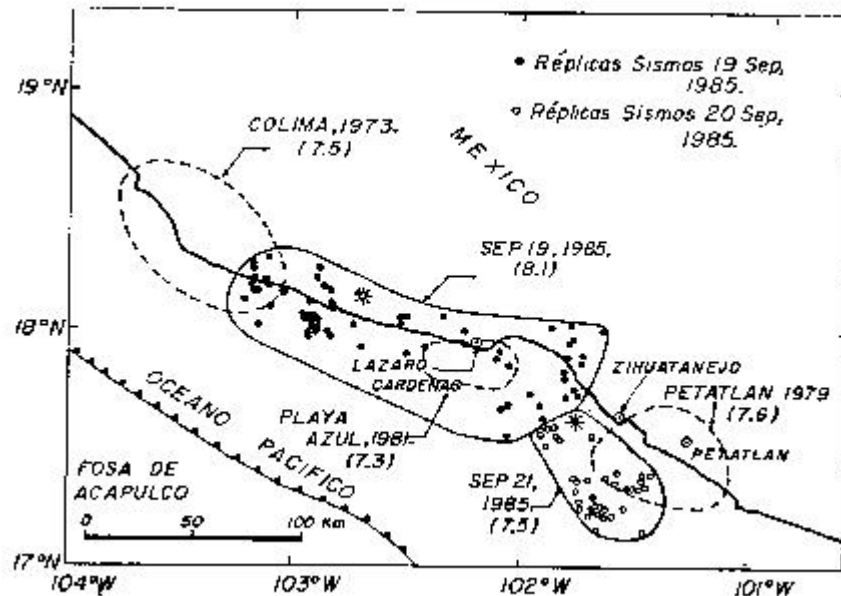 19°N
18°N
17°N
104°W
103°W
102°W
101°W
• Réplicas Sismos 19 Sep,
1985.
o Réplicas Sismos 20 Sep,
1985.
COLIMA, 1973.
(7.5)
MEXICO
SEP 19, 1985,
(8.1)
LAZARO
CARDENAS
ZIHUATANEJO
PETATLAN 1979
(7.6)
PETATLAN
PLAYA
AZUL, 1981.
(7.3)
SEP 21,
1985.
(7.5)
OCEANO
PACIFICO
FOSA DE
ACAPULCO
0 50 100 Km